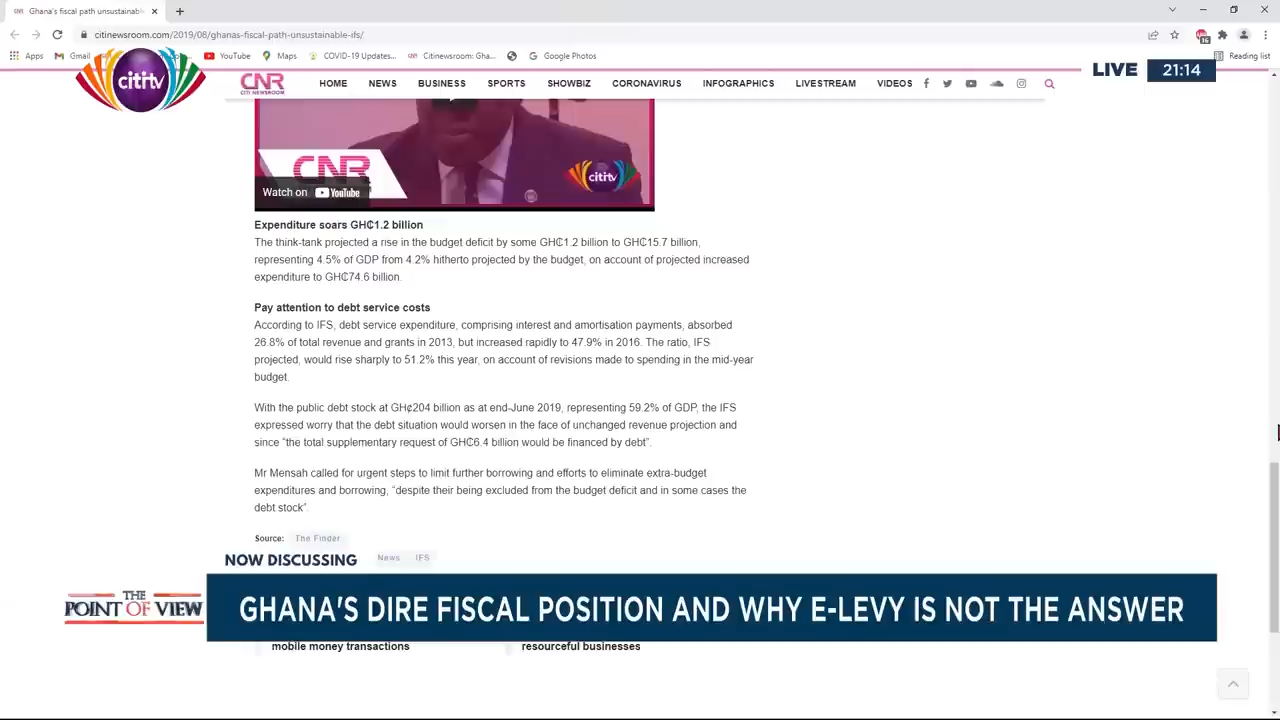 Ghana's fiscal path unsustainable
citinewsroom.com/2019/08/ghanas-fiscal-path-unsustainable-ifs/
Apps
Gmail
YouTube
Maps
COVID-19 Updates...
Citinewsroom: Gha...
Google Photos
Reading list
16
cititv
CNR
CITI NEWSROOM
HOME NEWS BUSINESS SPORTS SHOWBIZ CORONAVIRUS INFOGRAPHICS LIVESTREAM VIDEOS
LIVE 21:14
CNR
cititv
Watch on YouTube
Expenditure soars GH₵1.2 billion
The think-tank projected a rise in the budget deficit by some GH₵1.2 billion to GH₵15.7 billion,
representing 4.5% of GDP from 4.2% hitherto projected by the budget, on account of projected increased
expenditure to GH₵74.6 billion.
Pay attention to debt service costs
According to IFS, debt service expenditure, comprising interest and amortisation payments, absorbed
26.8% of total revenue and grants in 2013, but increased rapidly to 47.9% in 2016. The ratio, IFS
projected, would rise sharply to 51.2% this year, on account of revisions made to spending in the mid-year
budget.
With the public debt stock at GH¢204 billion as at end-June 2019, representing 59.2% of GDP, the IFS
expressed worry that the debt situation would worsen in the face of unchanged revenue projection and
since “the total supplementary request of GH₵6.4 billion would be financed by debt”.
Mr Mensah called for urgent steps to limit further borrowing and efforts to eliminate extra-budget
expenditures and borrowing, “despite their being excluded from the budget deficit and in some cases the
debt stock”.
Source: The Finder
NOW DISCUSSING
News IFS
THE
POINT OF VIEW
GHANA'S DIRE FISCAL POSITION AND WHY E-LEVY IS NOT THE ANSWER
mobile money transactions
resourceful businesses